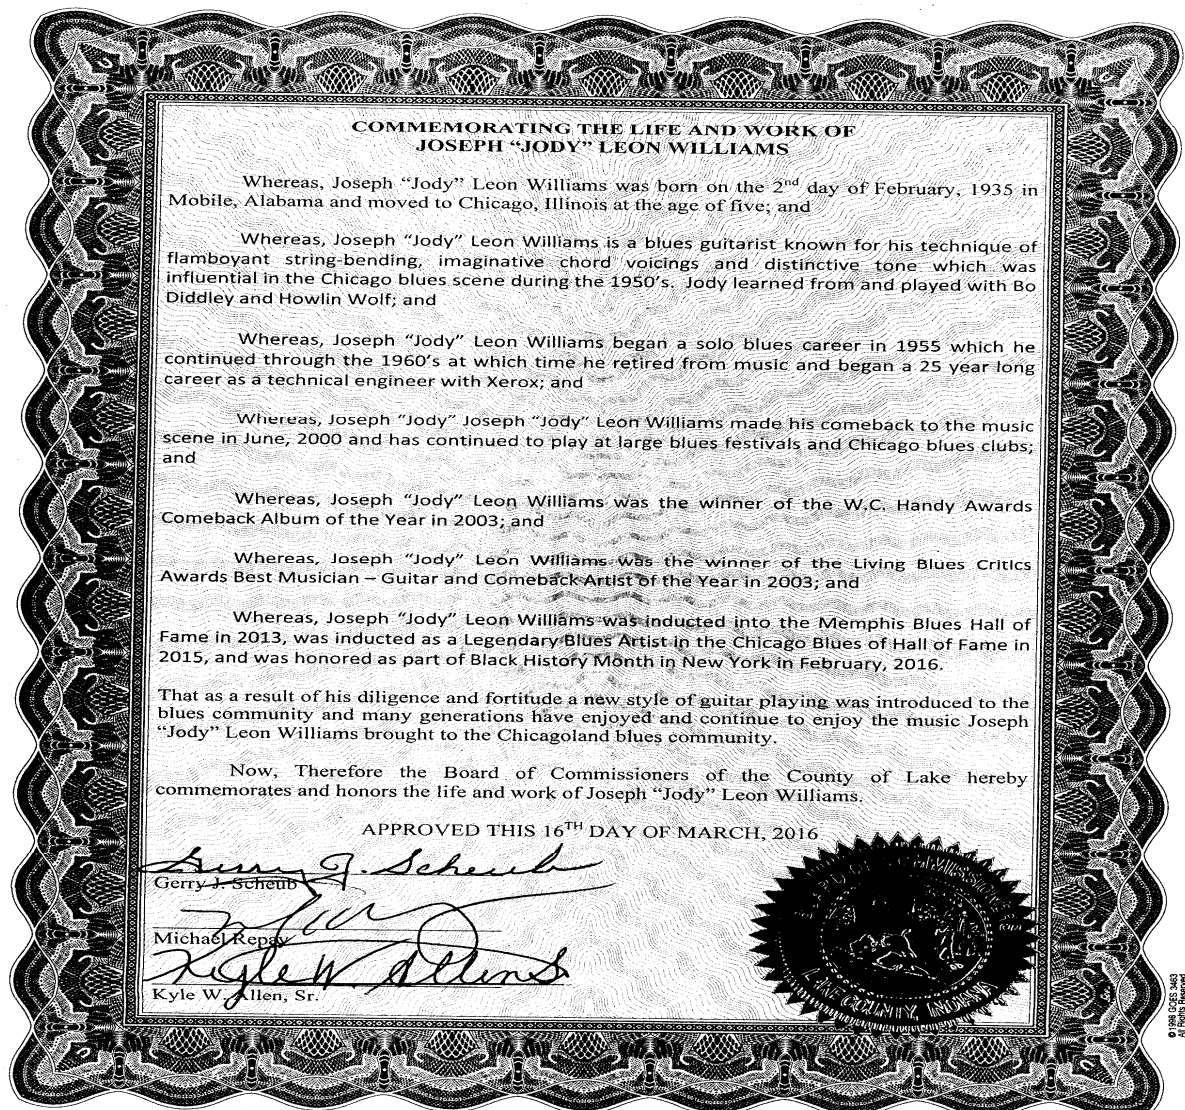 COMMEMORATING THE LIFE AND WORK OF
JOSEPH “JODY” LEON WILLIAMS
Whereas, Joseph “Jody” Leon Williams was born on the 2nd day of February, 1935 in
Mobile, Alabama and moved to Chicago, Illinois at the age of five; and
Whereas, Joseph “Jody” Leon Williams is a blues guitarist known for his technique of
flamboyant string-bending, imaginative chord voicings and distinctive tone which was
influential in the Chicago blues scene during the 1950’s. Jody learned from and played with Bo
Diddley and Howlin Wolf; and
Whereas, Joseph “Jody” Leon Williams began a solo blues career in 1955 which he
continued through the 1960’s at which time he retired from music and began a 25 year long
career as a technical engineer with Xerox; and
Whereas, Joseph “Jody” Joseph “Jody” Leon Williams made his comeback to the music
scene in June, 2000 and has continued to play at large blues festivals and Chicago blues clubs;
and
Whereas, Joseph “Jody” Leon Williams was the winner of the W.C. Handy Awards
Comeback Album of the Year in 2003; and
Whereas, Joseph “Jody” Leon Williams was the winner of the Living Blues Critics
Awards Best Musician – Guitar and Comeback Artist of the Year in 2003; and
Whereas, Joseph “Jody” Leon Williams was inducted into the Memphis Blues Hall of
Fame in 2013, was inducted as a Legendary Blues Artist in the Chicago Blues of Hall of Fame in
2015, and was honored as part of Black History Month in New York in February, 2016.
That as a result of his diligence and fortitude a new style of guitar playing was introduced to the
blues community and many generations have enjoyed and continue to enjoy the music Joseph
“Jody” Leon Williams brought to the Chicagoland blues community.
Now, Therefore the Board of Commissioners of the County of Lake hereby
commemorates and honors the life and work of Joseph “Jody” Leon Williams.
APPROVED THIS 16TH DAY OF MARCH, 2016
Gerry J. Scheub
Gerry J. Scheub
Michael Repay
Kyle W Allen Sr
Kyle W. Allen, Sr.
COMMISSIONERS
LAKE COUNTY, INDIANA
©1998 GOES 3463
All Rights Reserved